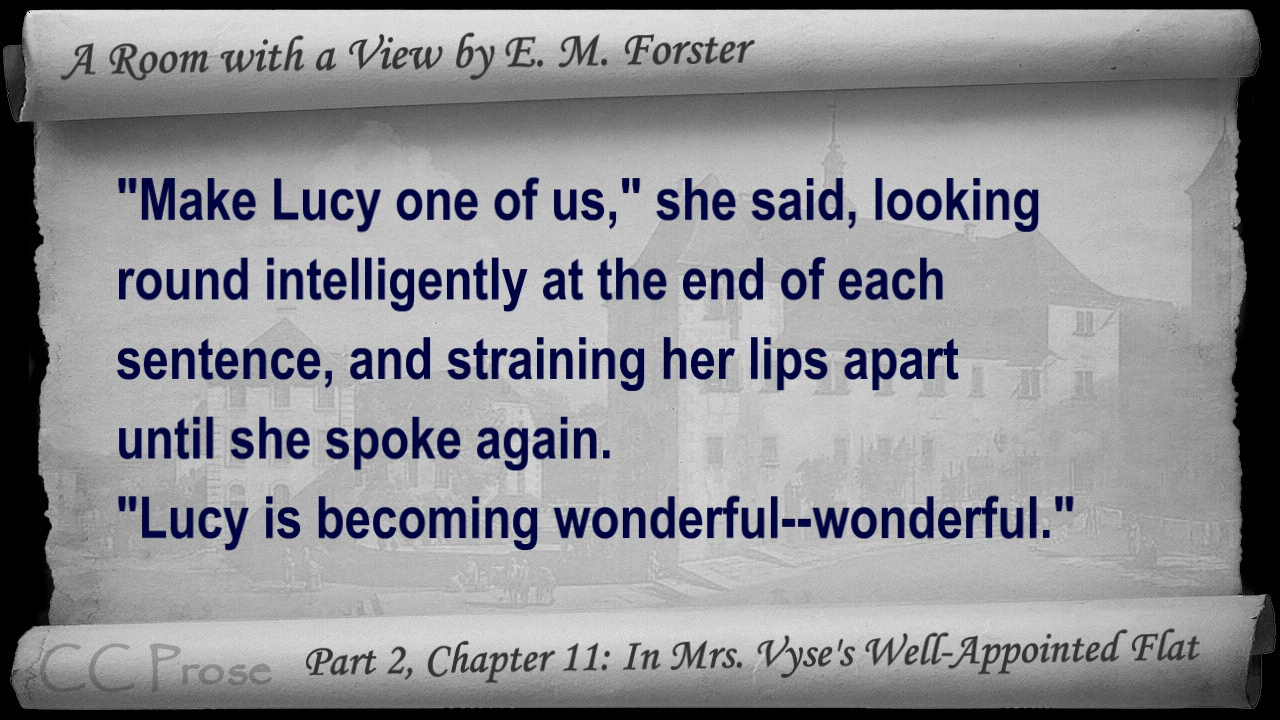 A Room with a View by E. M. Forster
"Make Lucy one of us," she said, looking
round intelligently at the end of each
sentence, and straining her lips apart
until she spoke again.
"Lucy is becoming wonderful--wonderful."
CC Prose
Part 2, Chapter 11: In Mrs. Vyse's Well-Appointed Flat